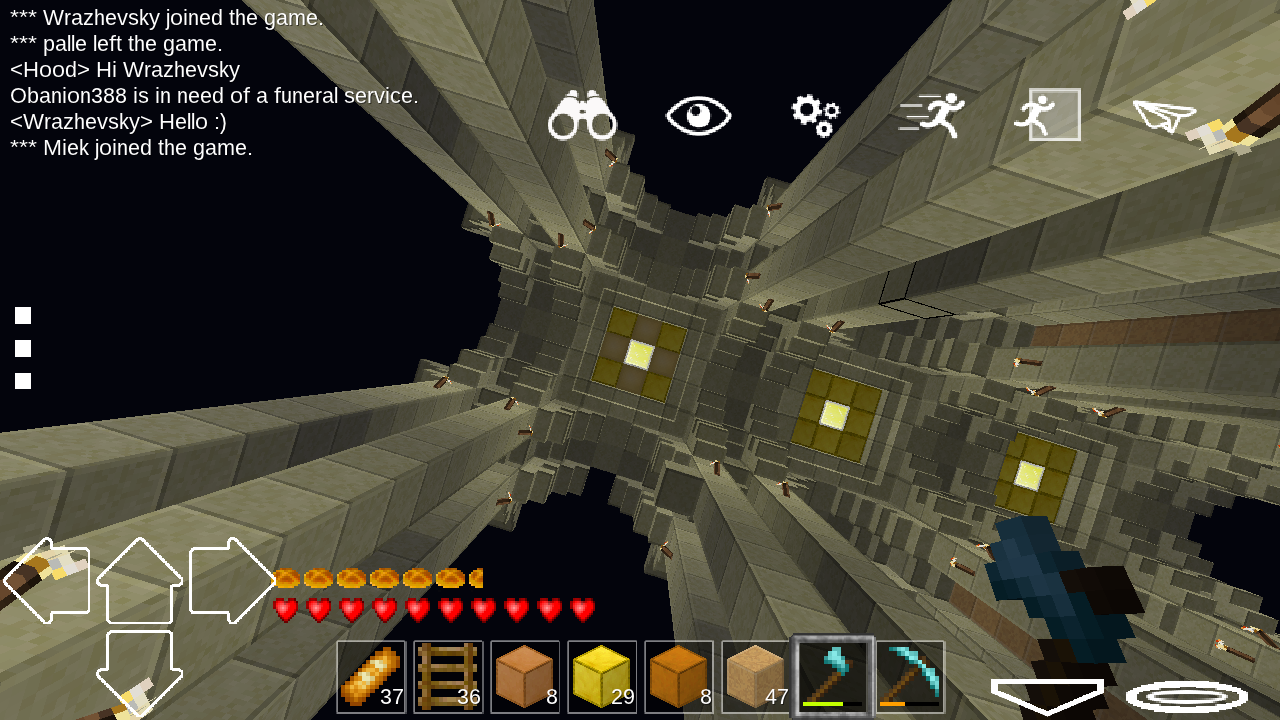 *** Wrazhevsky joined the game.
*** palle left the game.
<Hood> Hi Wrazhevsky
Obanion388 is in need of a funeral service.
<Wrazhevsky> Hello :)
*** Miek joined the game.
37 36 8 29 8 47